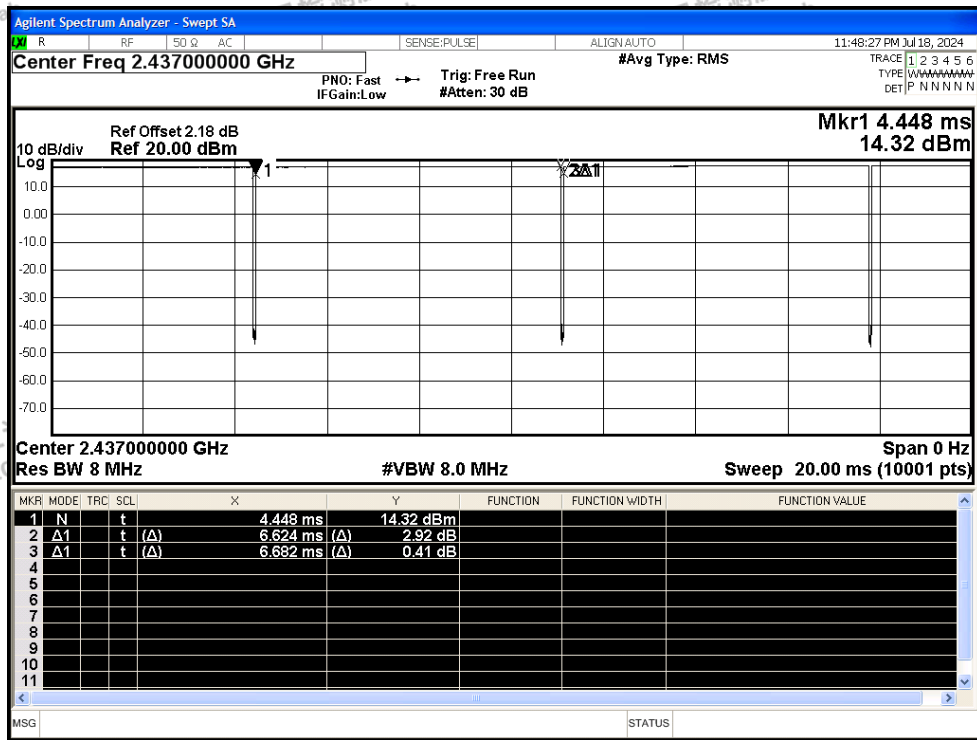 Agilent Spectrum Analyzer - Swept SA
LXI R RF 50 Ω AC SENSE:PULSE ALIGN AUTO 11:48:27 PM Jul 18, 2024
Center Freq 2.437000000 GHz #Avg Type: RMS TRACE 1 2 3 4 5 6
PNO: Fast Trig: Free Run TYPE WWWWWW
IFGain:Low #Atten: 30 dB DET P N N N N N
Mkr1 4.448 ms
Ref Offset 2.18 dB
10 dB/div Ref 20.00 dBm 14.32 dBm
Log
1
3Δ1
10.0
0.00
-10.0
-20.0
-30.0
-40.0
-50.0
-60.0
-70.0
Center 2.437000000 GHz Span 0 Hz
Res BW 8 MHz #VBW 8.0 MHz Sweep 20.00 ms (10001 pts)
MKR MODE TRC SCL X Y FUNCTION FUNCTION WIDTH FUNCTION VALUE
1 N t 4.448 ms 14.32 dBm
2 Δ1 t (Δ) 6.624 ms (Δ) 2.92 dB
3 Δ1 t (Δ) 6.682 ms (Δ) 0.41 dB
4
5
6
7
8
9
10
11
MSG STATUS